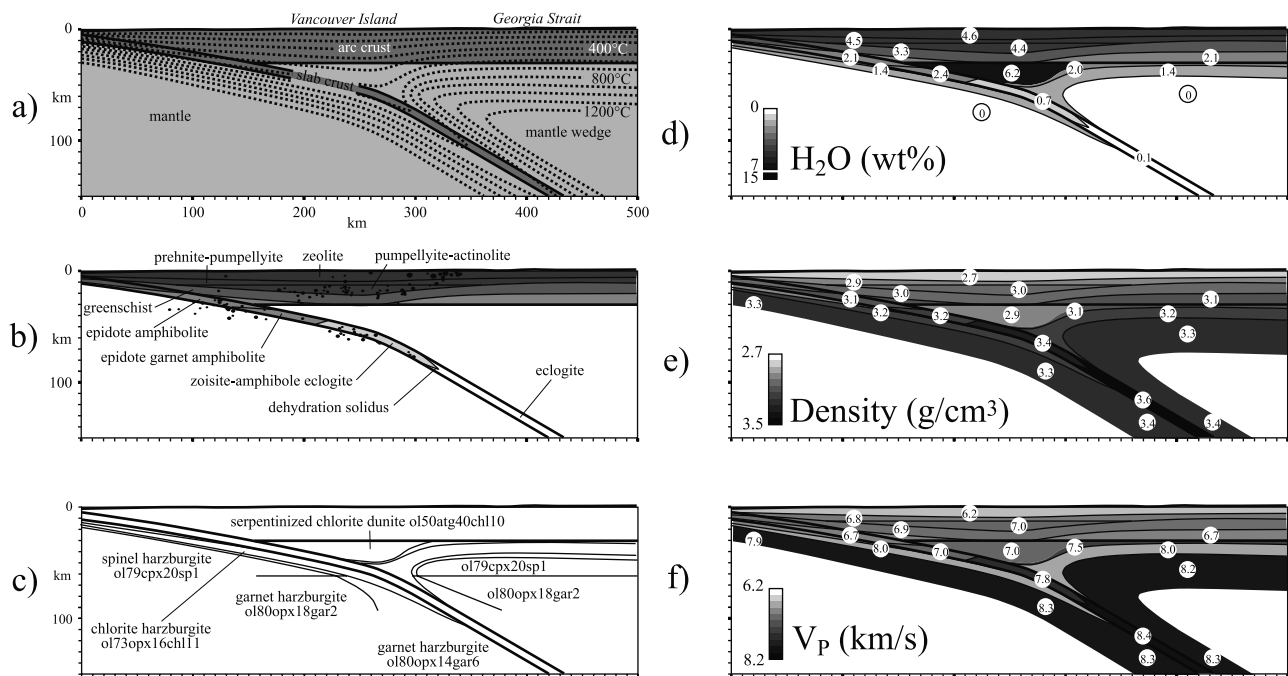 a)
Vancouver Island
Georgia Strait
0
arc crust
400°C
slab crust
800°C
km
1200°C
mantle
mantle wedge
100
0 100 200 300 400 500
km
b)
prehnite-pumpellyite
zeolite
pumpellyite-actinolite
0
greenschist
epidote amphibolite
km
epidote garnet amphibolite
zoisite-amphibole eclogite
eclogite
100
dehydration solidus
c)
0
serpentinized chlorite dunite ol50atg40chl10
spinel harzburgite
ol79cpx20sp1
ol79cpx20sp1
km
garnet harzburgite
ol80opx18gar2
ol80opx18gar2
100
chlorite harzburgite
ol73opx16chl11
garnet harzburgite
ol80opx14gar6
d)
4.5 4.6
3.3 4.4
2.1 2.1
1.4 2.4 6.2 2.0 1.4
0 0
0.7
0.1
0
7
15
H2O (wt%)
e)
2.9 2.7
3.3 3.1 3.0 3.0 3.1
3.2 3.2 2.9 3.1 3.2
3.4 3.3
3.3
3.6
3.4 3.4
2.7
3.5
Density (g/cm³)
f)
6.8 6.2
7.9 6.7 6.9 7.0 6.7
8.0 7.0 7.0 7.5 8.0
7.8 8.2
8.3
8.4
8.3 8.3
6.2
8.2
VP (km/s)